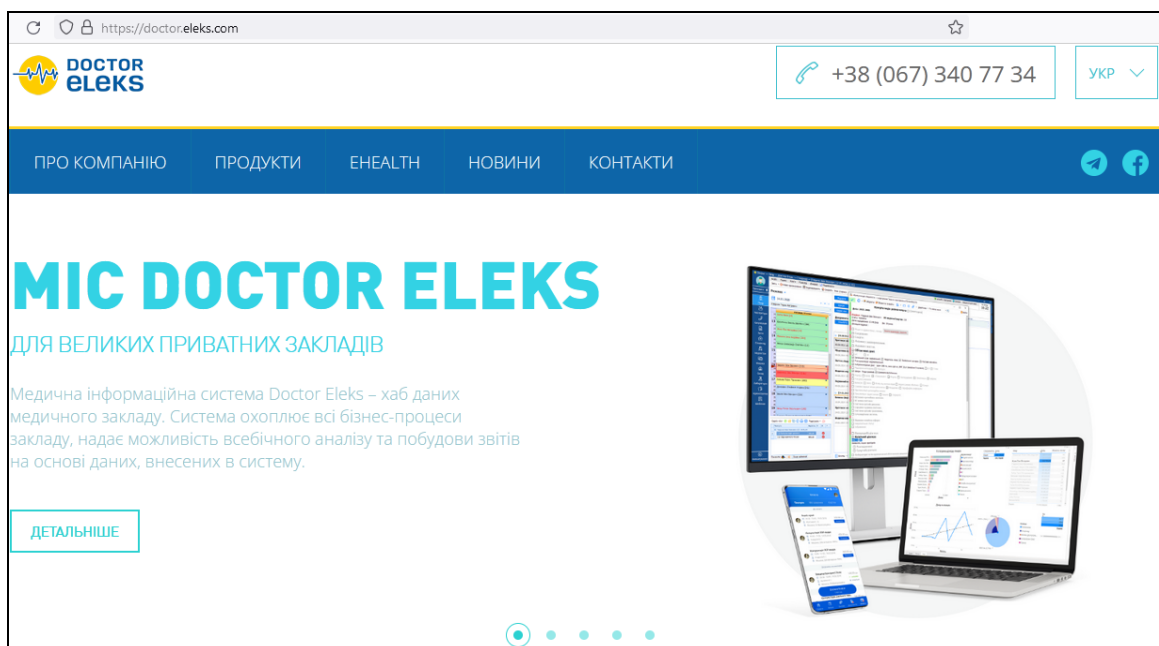 https://doctor.eleks.com
DOCTOR
ELEKS
+38 (067) 340 77 34
УКР
ПРО КОМПАНІЮ
ПРОДУКТИ
EHEALTH
НОВИНИ
КОНТАКТИ
МІС DOCTOR ELEKS
ДЛЯ ВЕЛИКИХ ПРИВАТНИХ ЗАКЛАДІВ
Медична інформаційна система Doctor Eleks – хаб даних
медичного закладу. Система охоплює всі бізнес-процеси
закладу, надає можливість всебічного аналізу та побудови звітів
на основі даних, внесених в систему.
ДЕТАЛЬНІШЕ